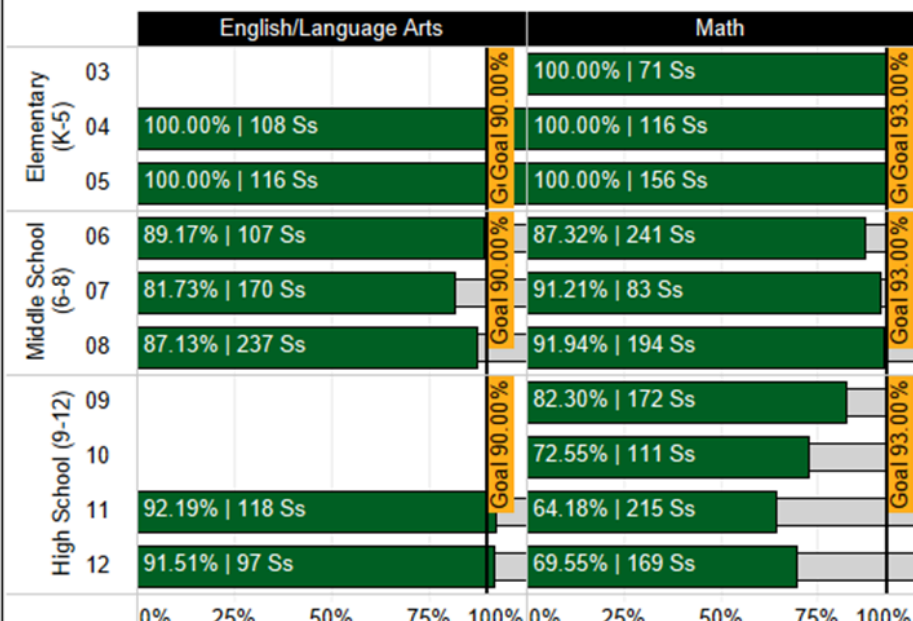 English/Language Arts
Math
Elementary
(K-5)
03
100.00% | 71 Ss
04
100.00% | 108 Ss
100.00% | 116 Ss
05
100.00% | 116 Ss
100.00% | 156 Ss
Goal 90.00%
Goal 93.00%
Middle School
(6-8)
06
89.17% | 107 Ss
87.32% | 241 Ss
07
81.73% | 170 Ss
91.21% | 83 Ss
08
87.13% | 237 Ss
91.94% | 194 Ss
Goal 90.00%
Goal 93.00%
High School (9-12)
09
82.30% | 172 Ss
10
72.55% | 111 Ss
11
92.19% | 118 Ss
64.18% | 215 Ss
12
91.51% | 97 Ss
69.55% | 169 Ss
Goal 90.00%
Goal 93.00%
0% 25% 50% 75% 100% 0% 25% 50% 75% 100%